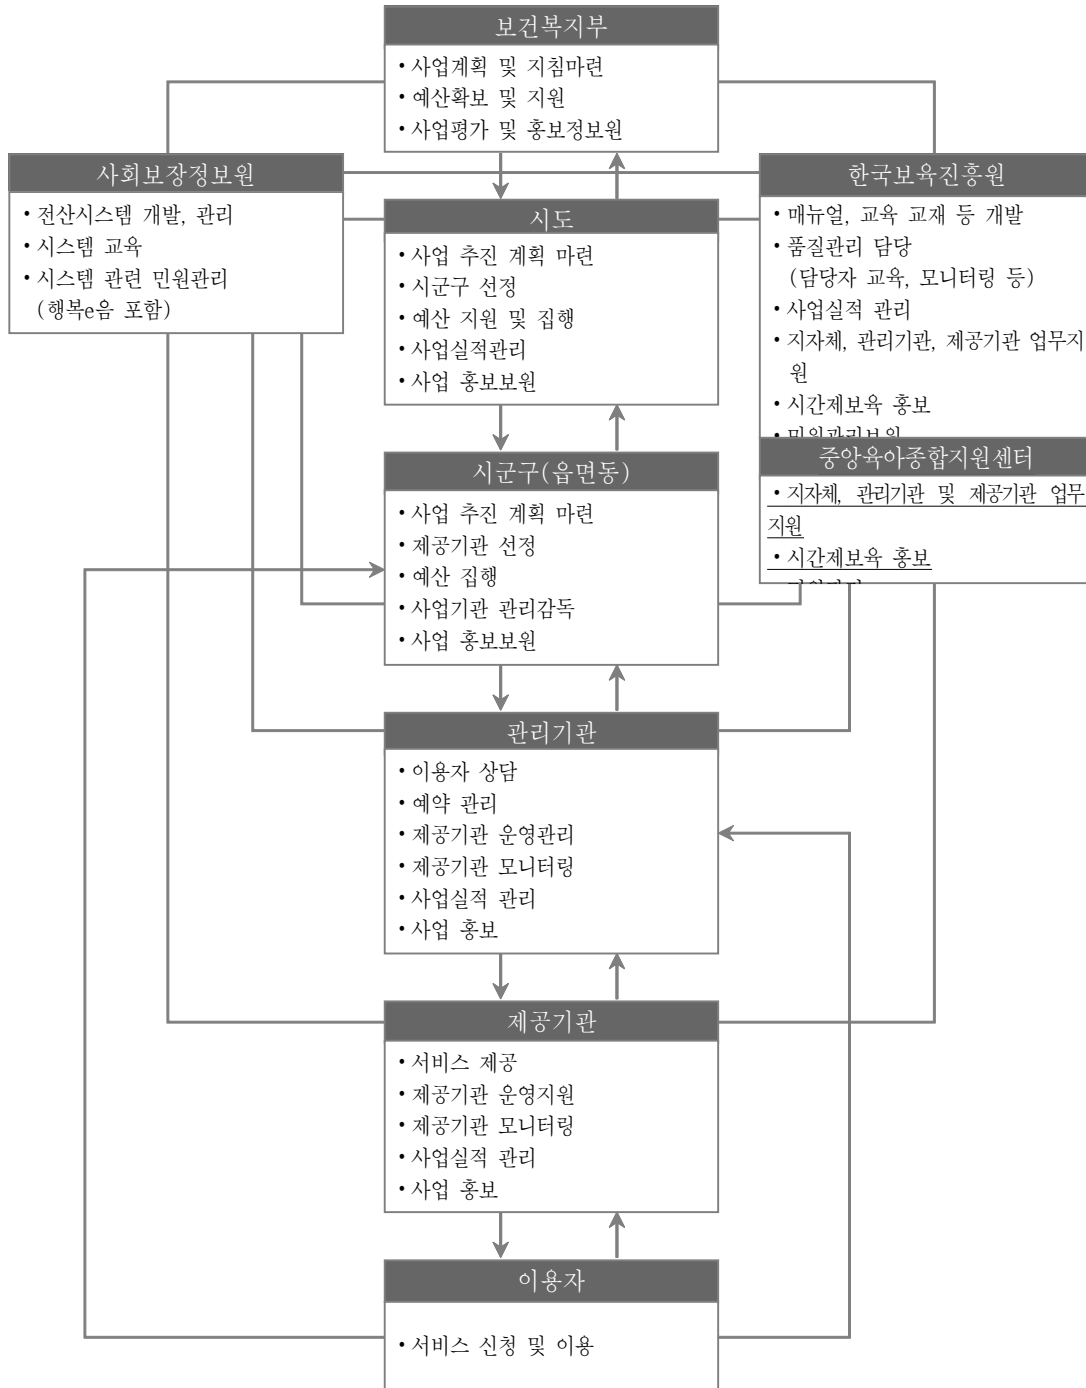 보건복지부
• 사업계획 및 지침마련
• 예산확보 및 지원
• 사업평가 및 홍보정보원
사회보장정보원
• 전산시스템 개발, 관리
• 시스템 교육
• 시스템 관련 민원관리
(행복e음 포함)
한국보육진흥원
• 매뉴얼, 교육 교재 등 개발
• 품질관리 담당
(담당자 교육, 모니터링 등)
• 사업실적 관리
• 지자체, 관리기관, 제공기관 업무지
원
• 시간제보육 홍보
• 민원관리보원
중앙육아종합지원센터
• 지자체, 관리기관 및 제공기관 업무
지원
• 시간제보육 홍보
시도
• 사업 추진 계획 마련
• 시군구 선정
• 예산 지원 및 집행
• 사업실적관리
• 사업 홍보보원
시군구(읍면동)
• 사업 추진 계획 마련
• 제공기관 선정
• 예산 집행
• 사업기관 관리감독
• 사업 홍보보원
관리기관
• 이용자 상담
• 예약 관리
• 제공기관 운영관리
• 제공기관 모니터링
• 사업실적 관리
• 사업 홍보
제공기관
• 서비스 제공
• 제공기관 운영지원
• 제공기관 모니터링
• 사업실적 관리
• 사업 홍보
이용자
• 서비스 신청 및 이용